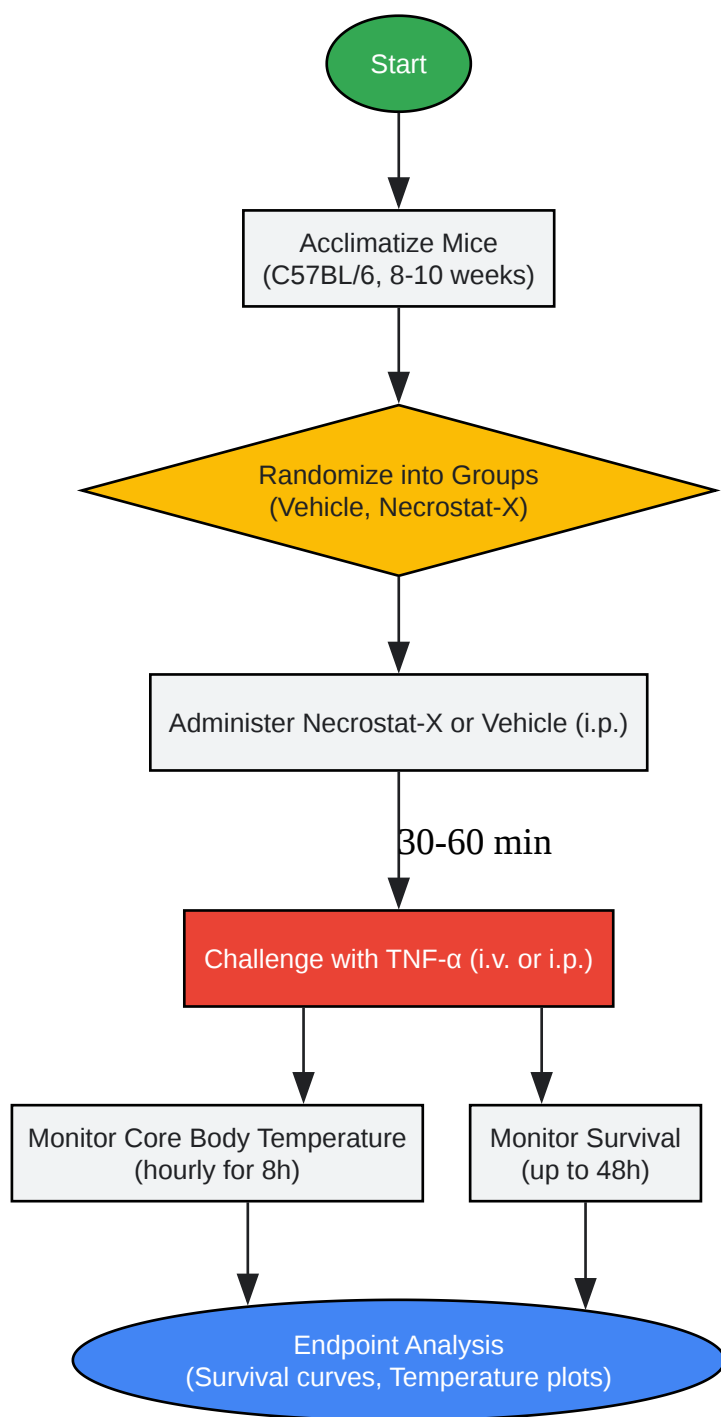 Start
Acclimatize Mice
(C57BL/6, 8-10 weeks)
Randomize into Groups
(Vehicle, Necrostat-X)
Administer Necrostat-X or Vehicle (i.p.)
30-60 min
Challenge with TNF-α (i.v. or i.p.)
Monitor Core Body Temperature
(hourly for 8h)
Monitor Survival
(up to 48h)
Endpoint Analysis
(Survival curves, Temperature plots)